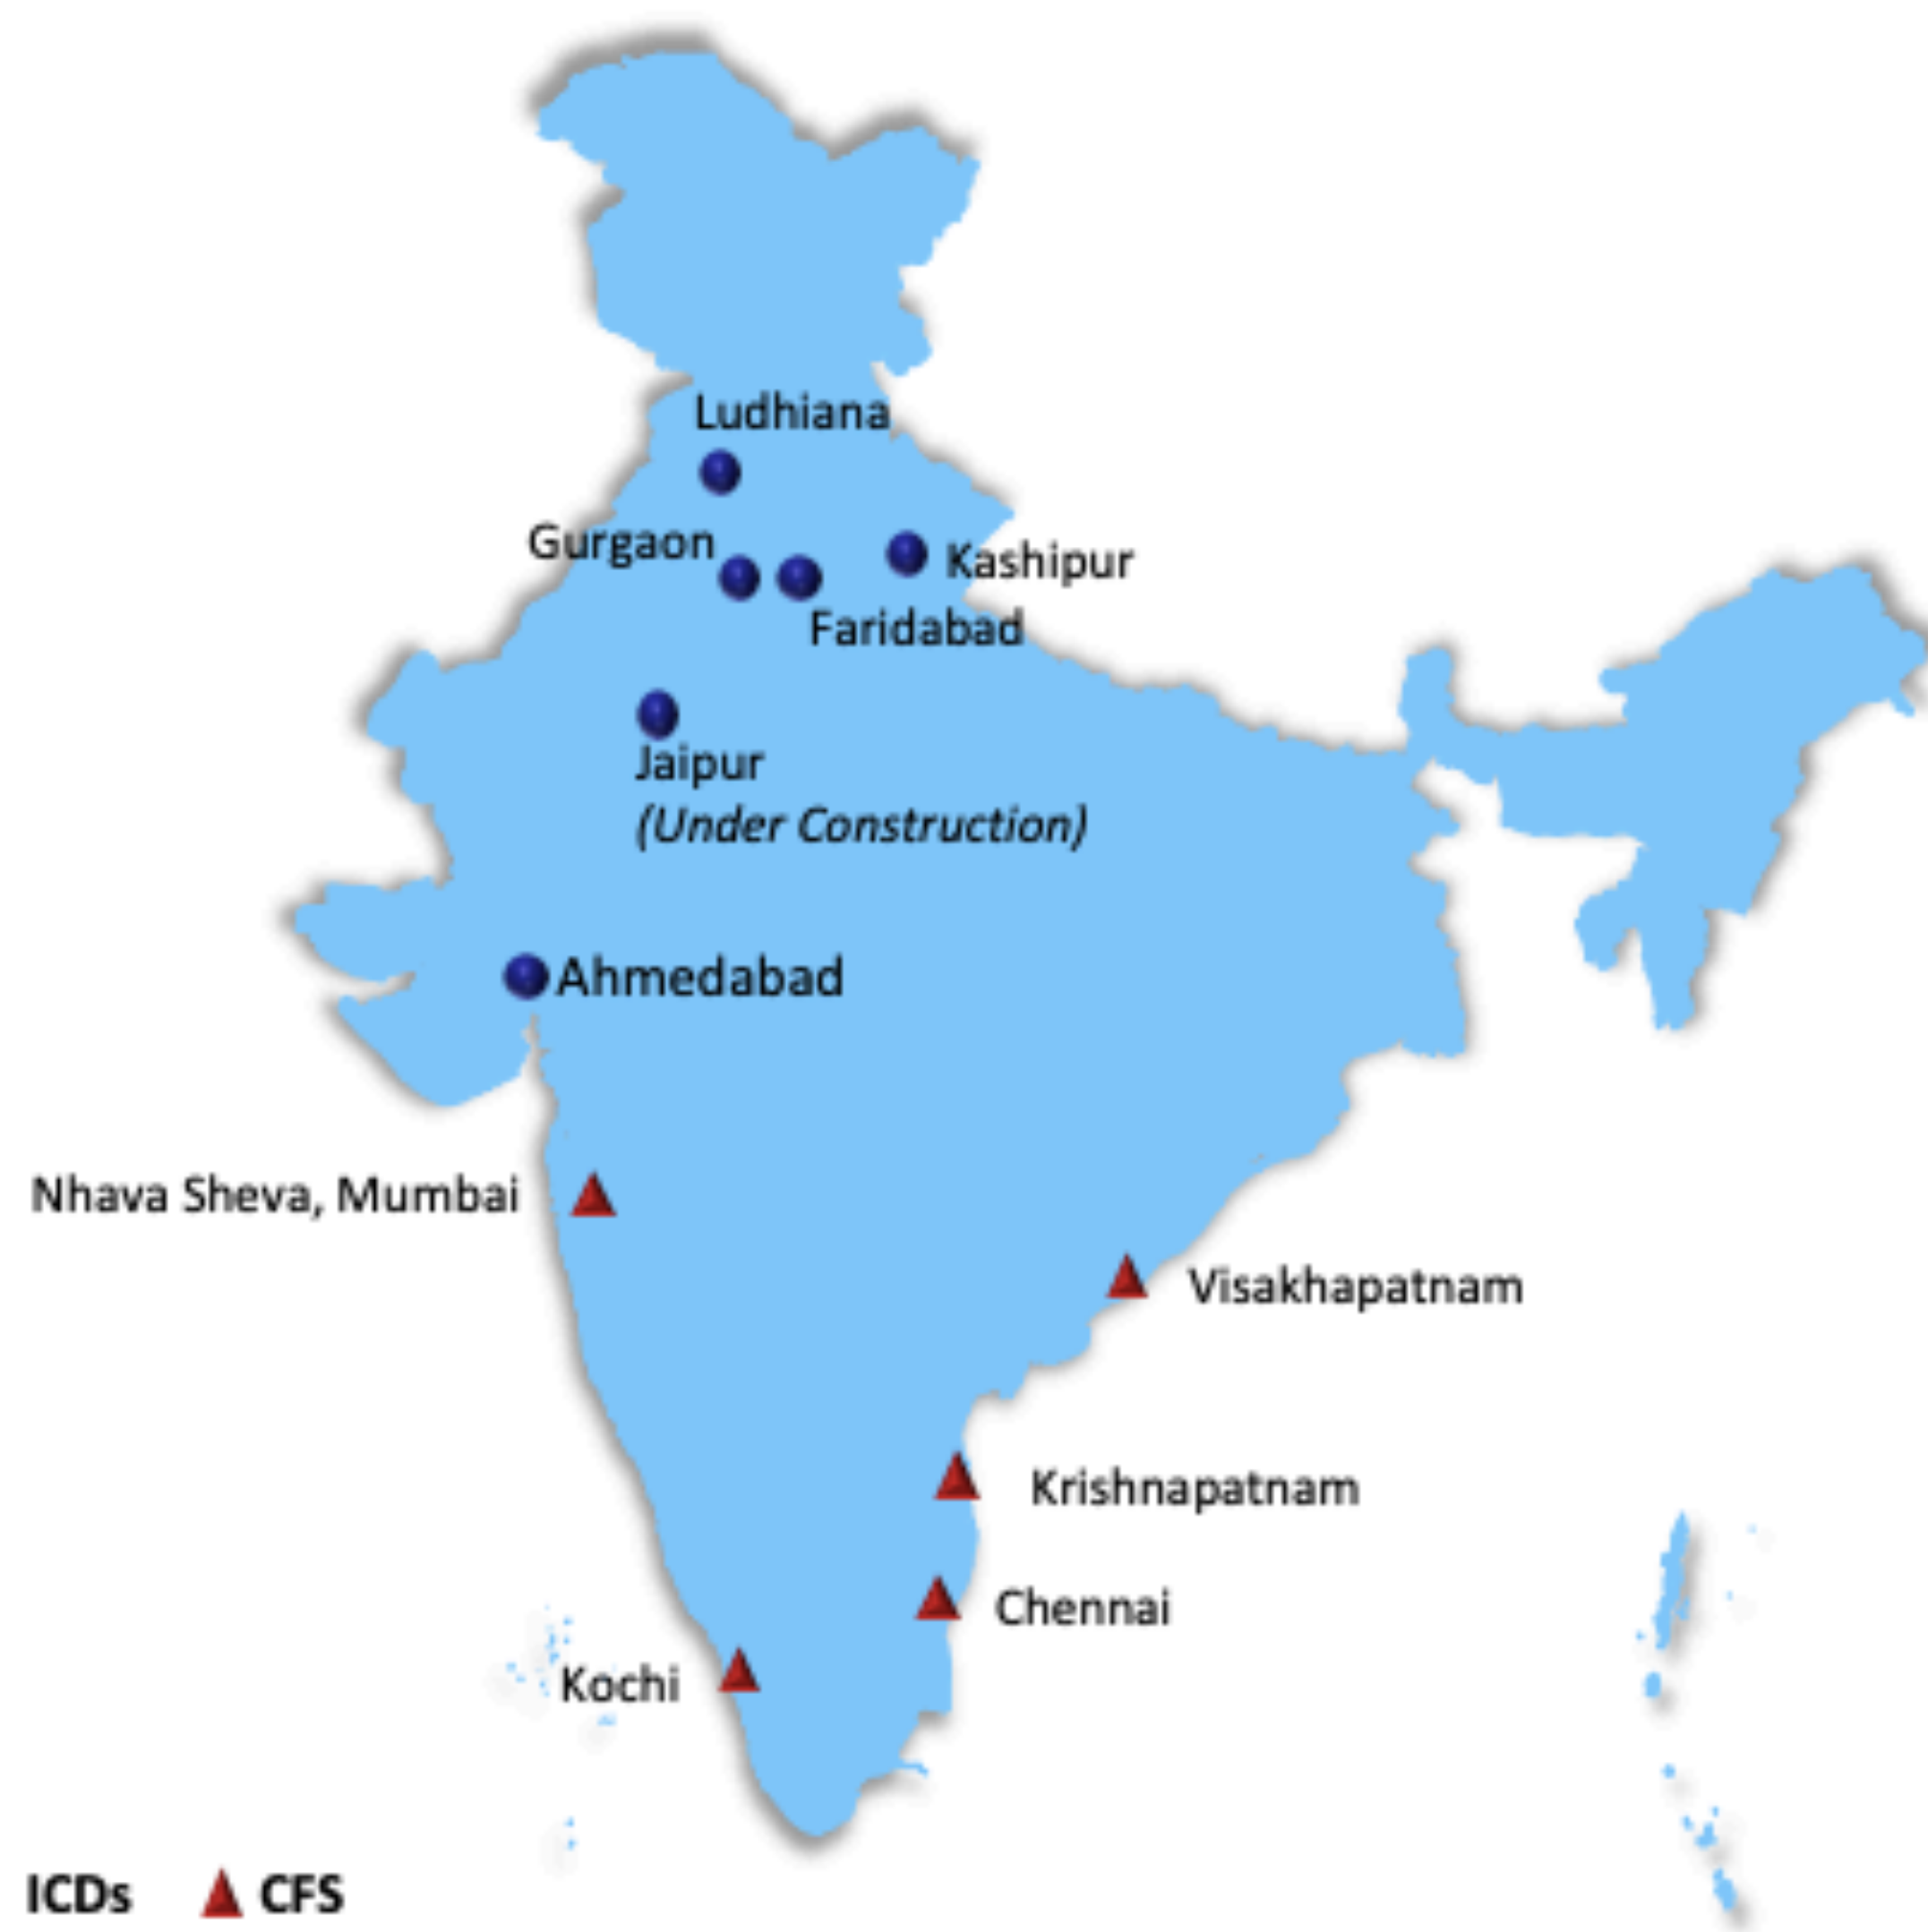 Ludhiana
Gurgaon
Kashipur
Faridabad
Jaipur
(Under Construction)
Ahmedabad
Nhava Sheva, Mumbai
Visakhapatnam
Krishnapatnam
Chennai
Kochi
ICDs CFS